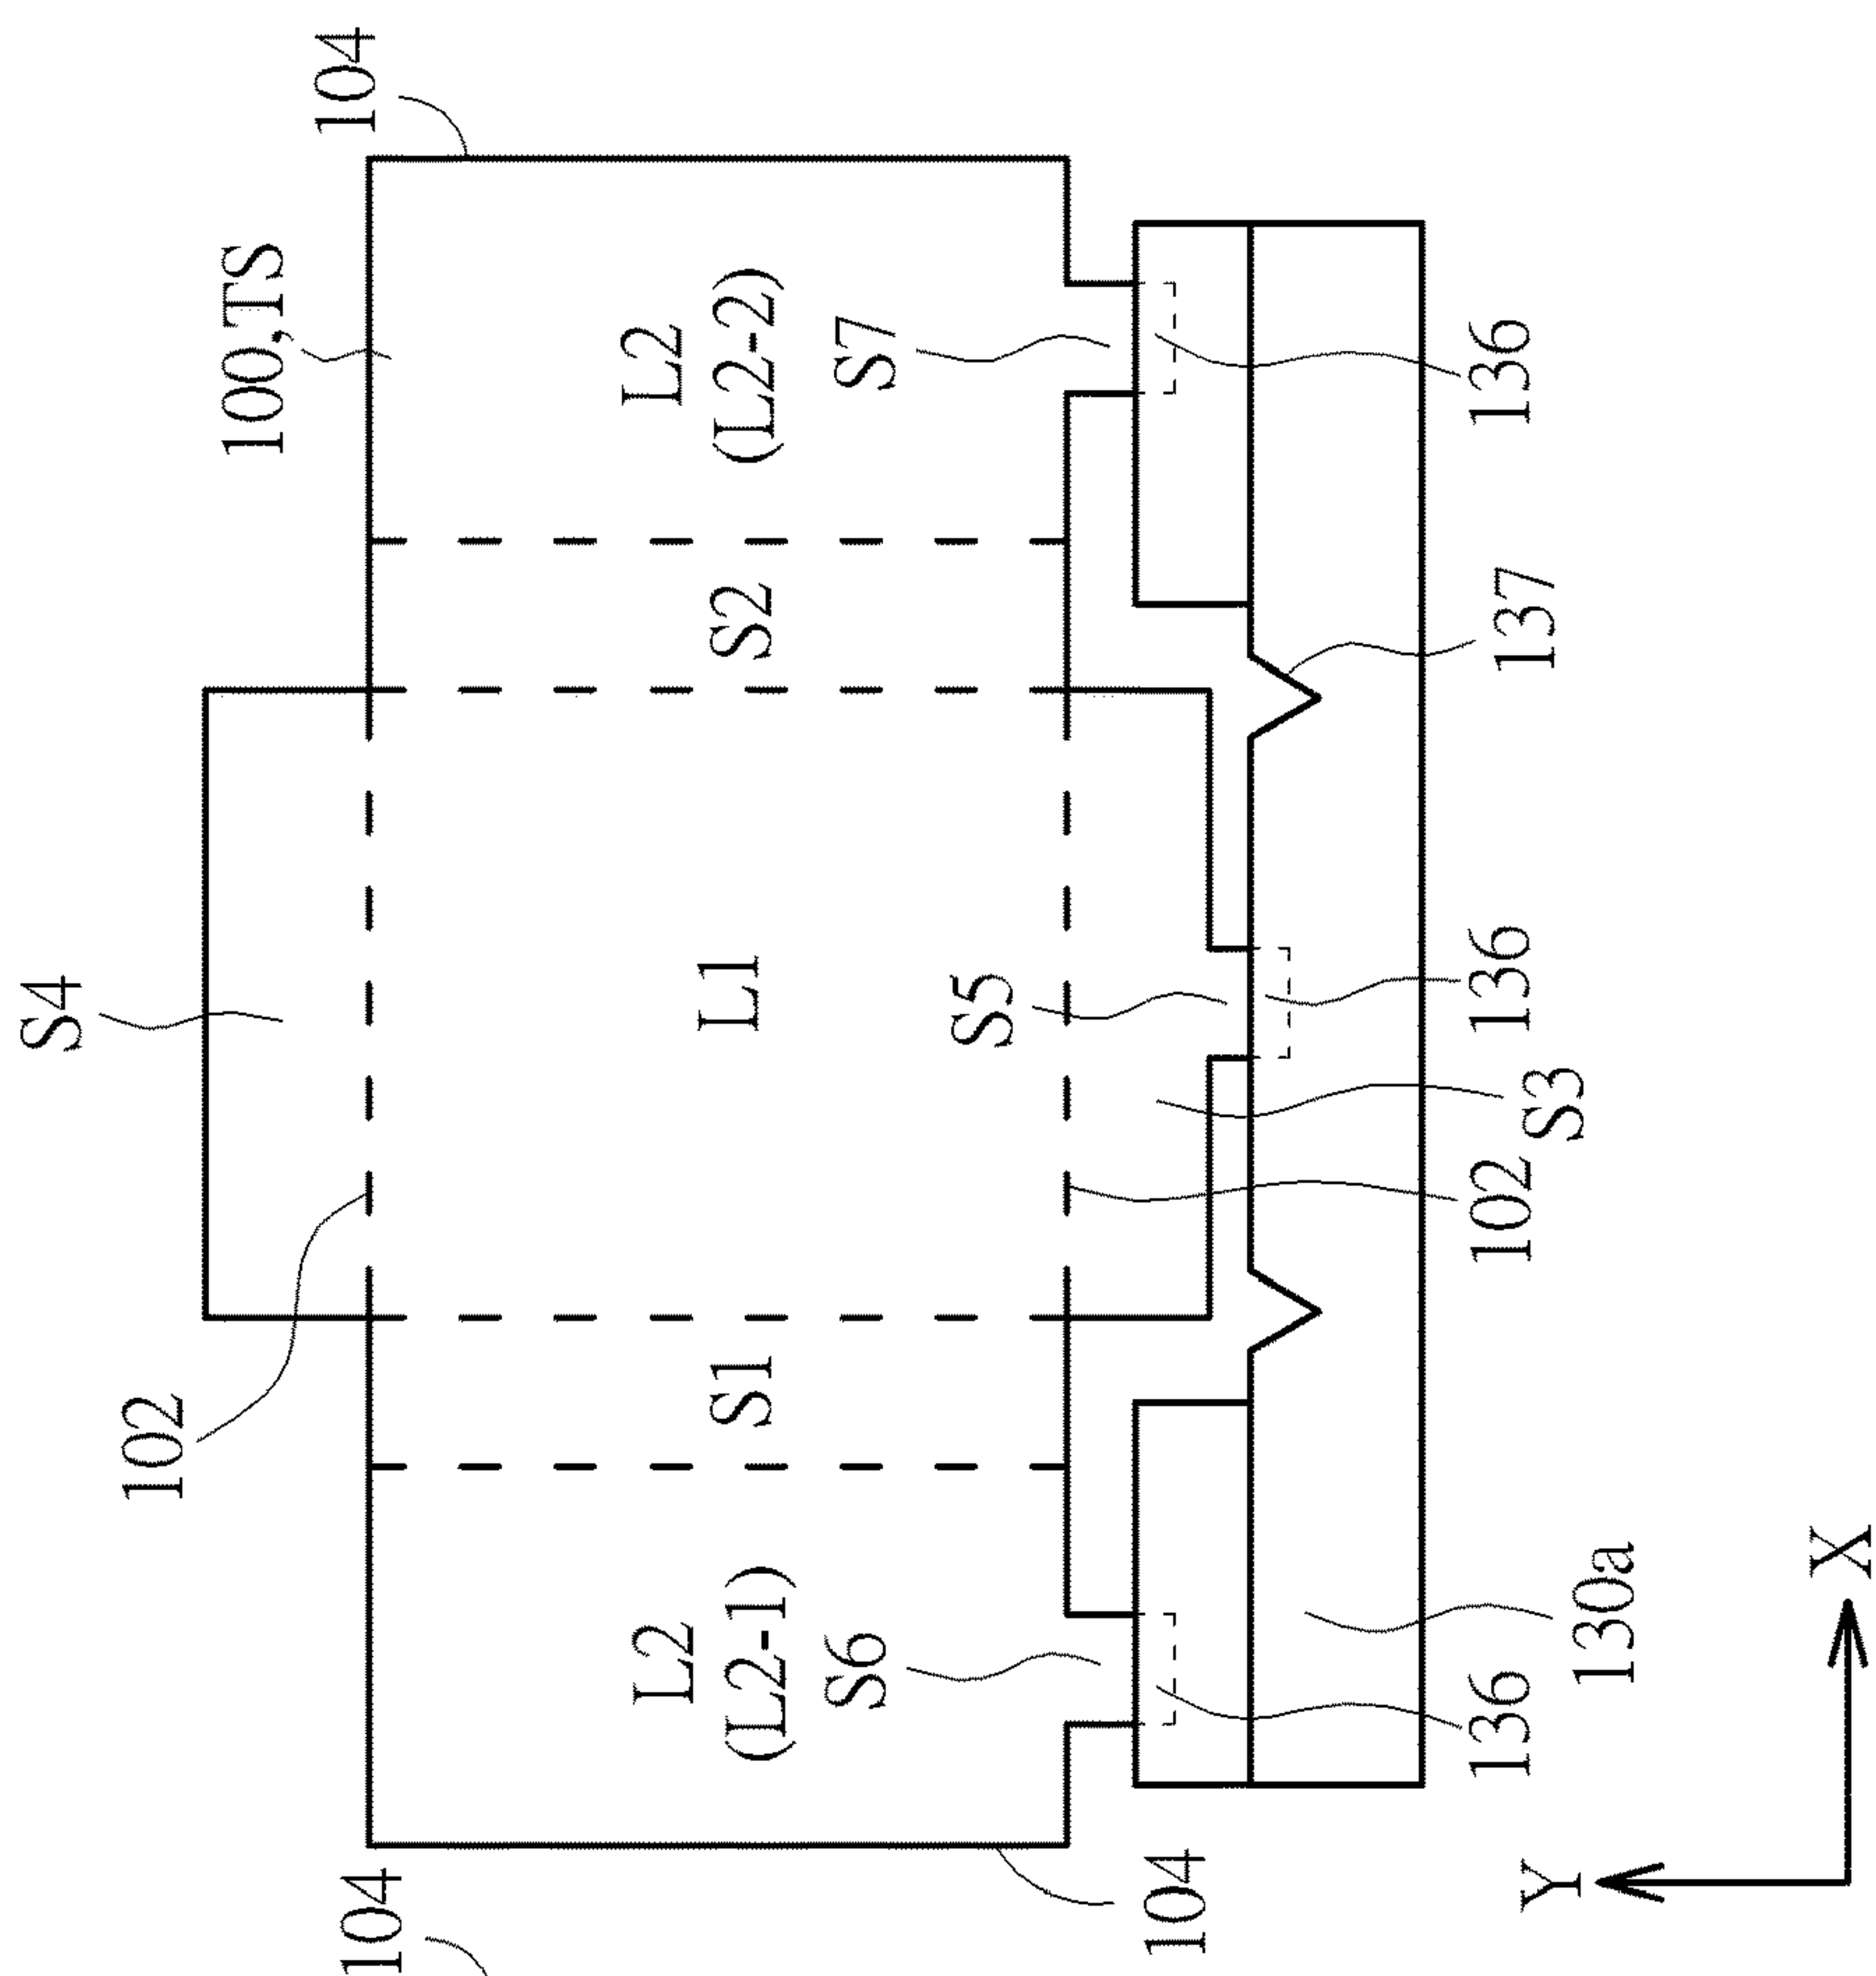 S4
102
100,TS
104
L2
(L2-1)
S6
S1
L1
S5
S2
L2
(L2-2)
S7
104
104
136
130a
102
S3
136
137
136
Y
X